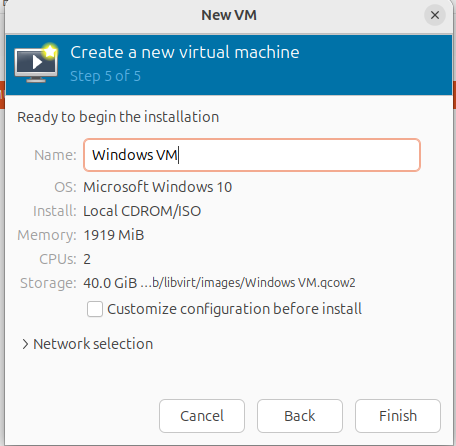 New VM
Create a new virtual machine
Step 5 of 5
Ready to begin the installation
Name: Windows VM
OS: Microsoft Windows 10
Install: Local CDROM/ISO
Memory: 1919 MiB
CPUs: 2
Storage: 40.0 GiB …b/libvirt/images/Windows VM.qcow2
Customize configuration before install
Network selection
Cancel Back Finish